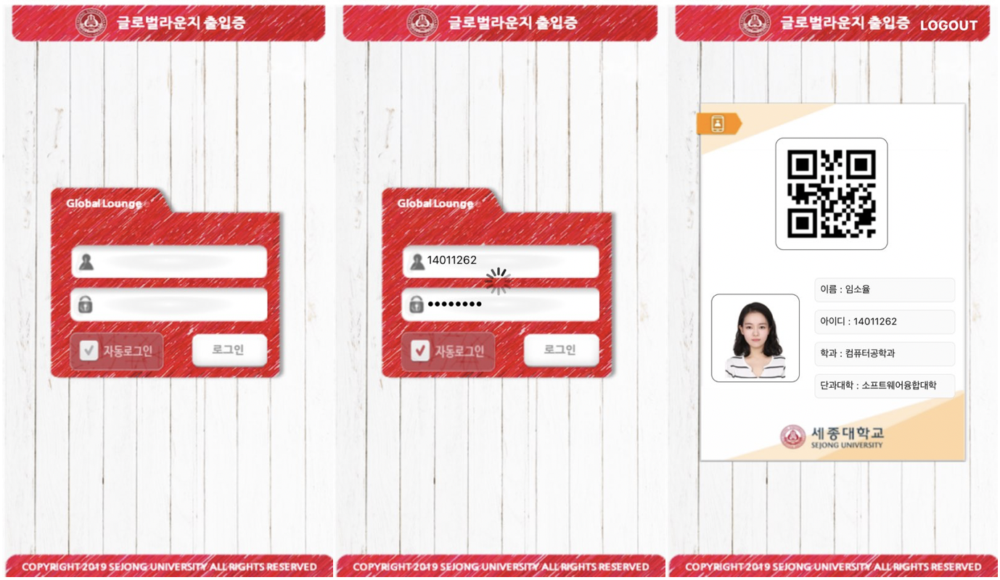 글로벌라운지 출입증
Global Lounge
자동로그인
로그인
COPYRIGHT 2019 SEJONG UNIVERSITY ALL RIGHTS RESERVED
글로벌라운지 출입증
Global Lounge
14011262
자동로그인
로그인
COPYRIGHT 2019 SEJONG UNIVERSITY ALL RIGHTS RESERVED
글로벌라운지 출입증 LOGOUT
이름 : 임소율
아이디 : 14011262
학과 : 컴퓨터공학과
단과대학 : 소프트웨어융합대학
세종대학교
SEJONG UNIVERSITY
COPYRIGHT 2019 SEJONG UNIVERSITY ALL RIGHTS RESERVED